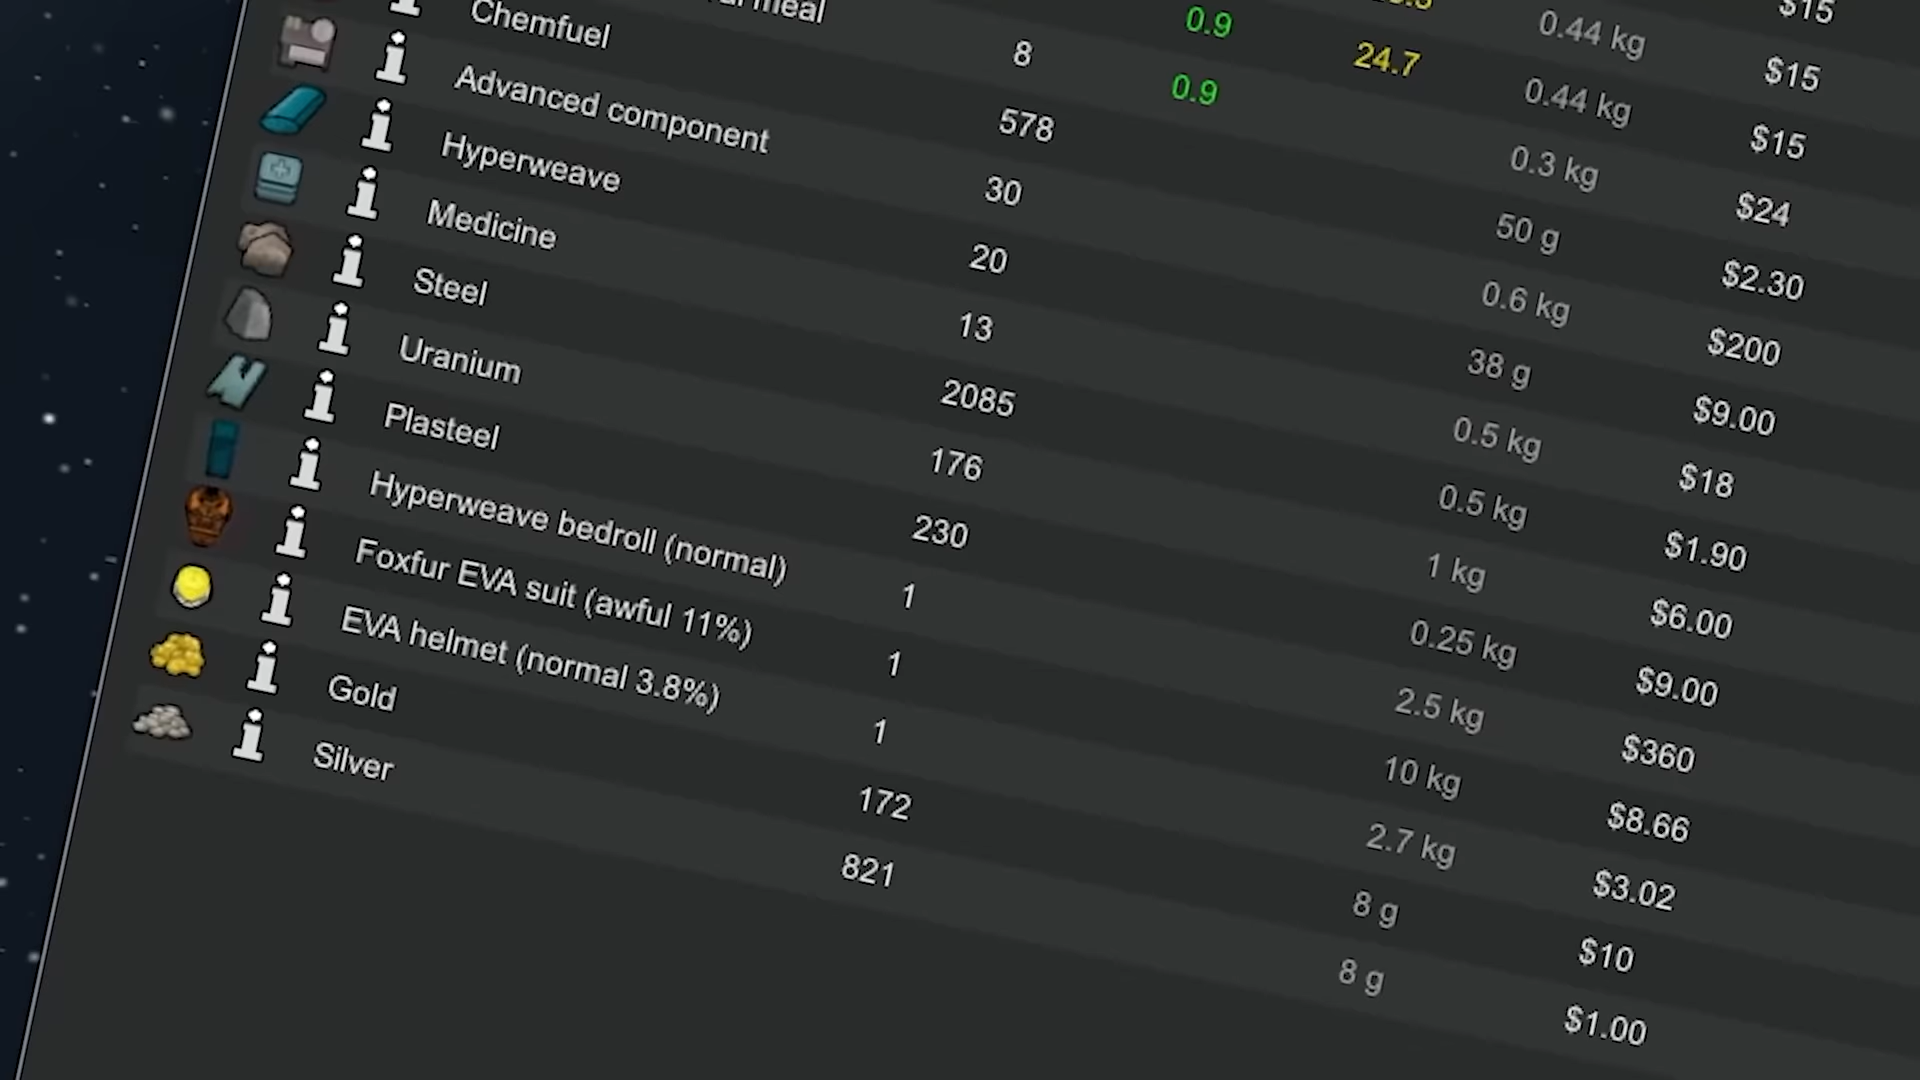 $15
0.44 kg $15
0.9 24.7 0.44 kg $15
meal 8 0.9 0.3 kg $24
Chemfuel 578 50 g $2.30
Advanced component 30 0.6 kg $200
Hyperweave 20 38 g $9.00
Medicine 13 0.5 kg $18
Steel 2085 0.5 kg $1.90
Uranium 176 1 kg $6.00
Plasteel 230 0.25 kg $9.00
Hyperweave bedroll (normal) 1 2.5 kg $360
Foxfur EVA suit (awful 11%) 1 10 kg $8.66
EVA helmet (normal 3.8%) 1 2.7 kg $3.02
Gold 172 8 g $10
Silver 821 8 g $1.00